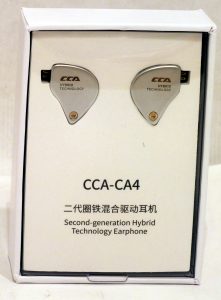 CCA
HYBRID
TECHNOLOGY
CCA
HYBRID
TECHNOLOGY
CCA-CA4
二代圈铁混合驱动耳机
Second-generation Hybrid
Technology Earphone